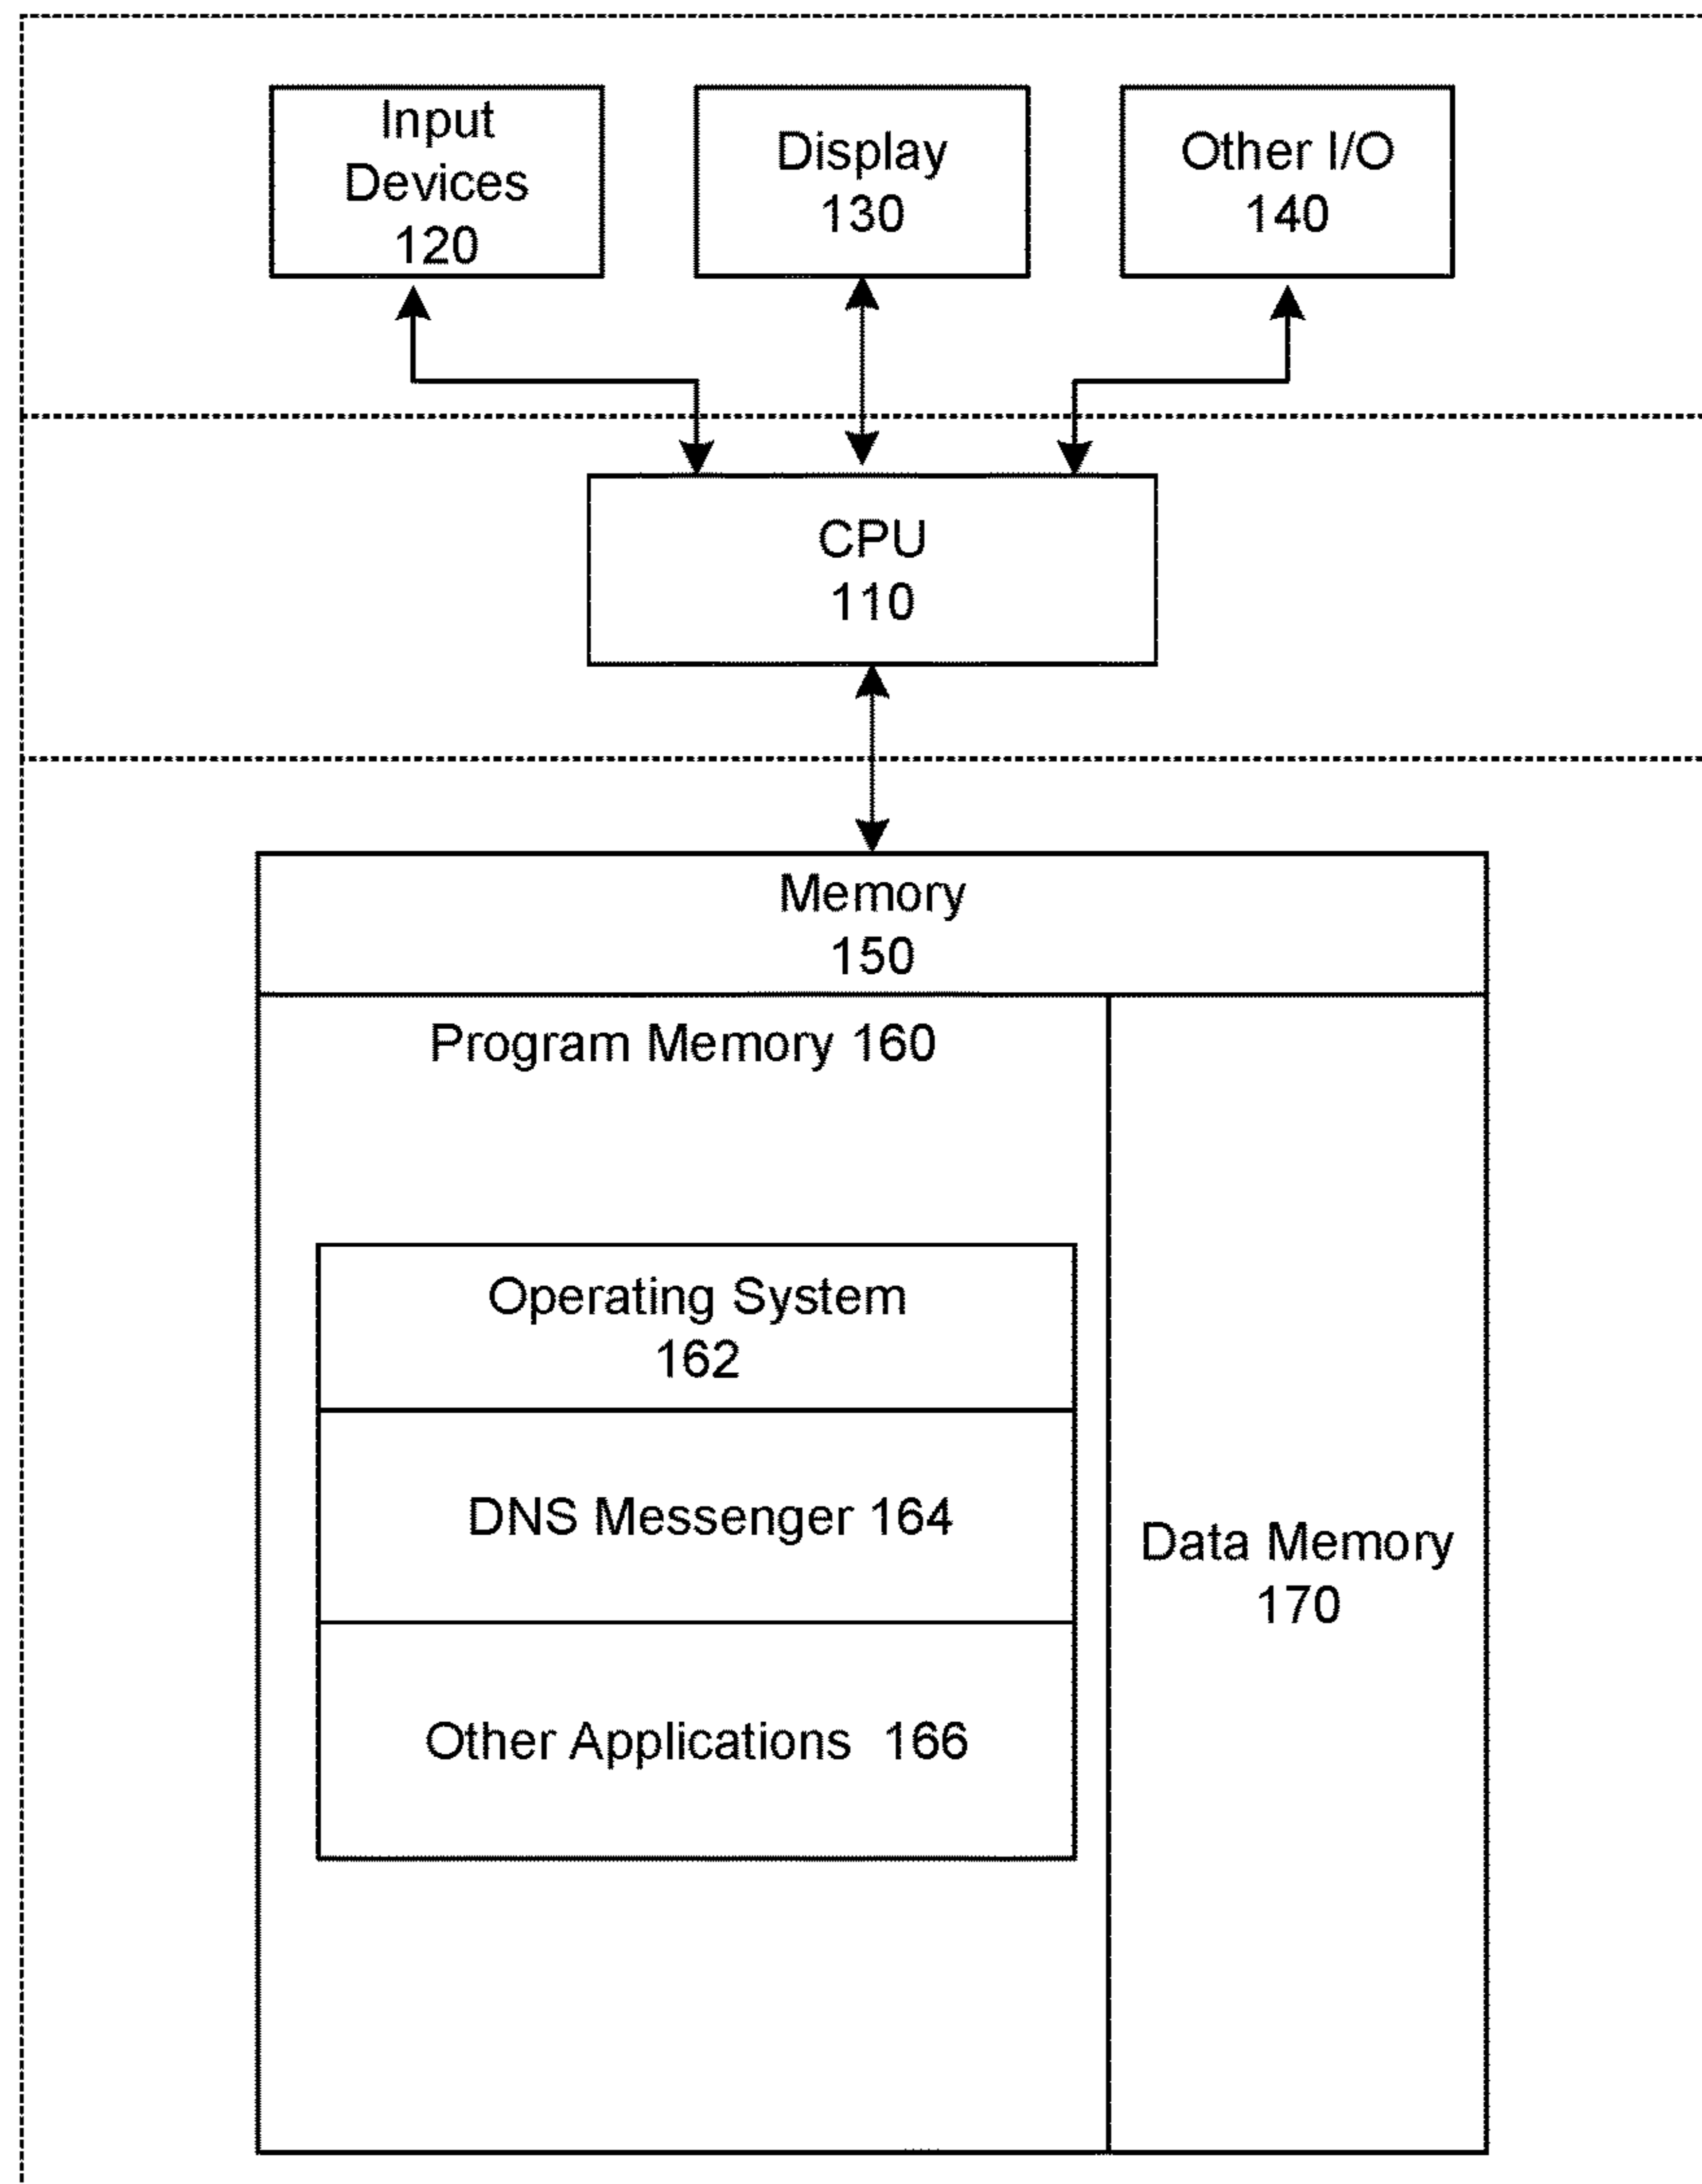 Input
Devices
120
Display
130
Other I/O
140
CPU
110
Memory
150
Program Memory 160
Operating System
162
DNS Messenger 164
Other Applications 166
Data Memory
170